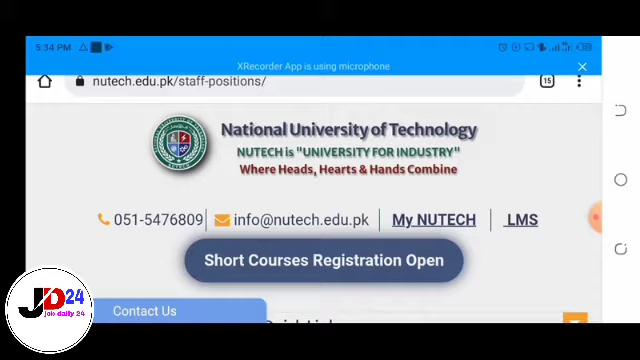 5:34 PM
XRecorder App is using microphone
nutech.edu.pk/staff-positions/
15
National University of Technology
NUTECH is "UNIVERSITY FOR INDUSTRY"
Where Heads, Hearts & Hands Combine
051-5476809
info@nutech.edu.pk
My NUTECH
LMS
Short Courses Registration Open
JD24
job daily 24
Contact Us